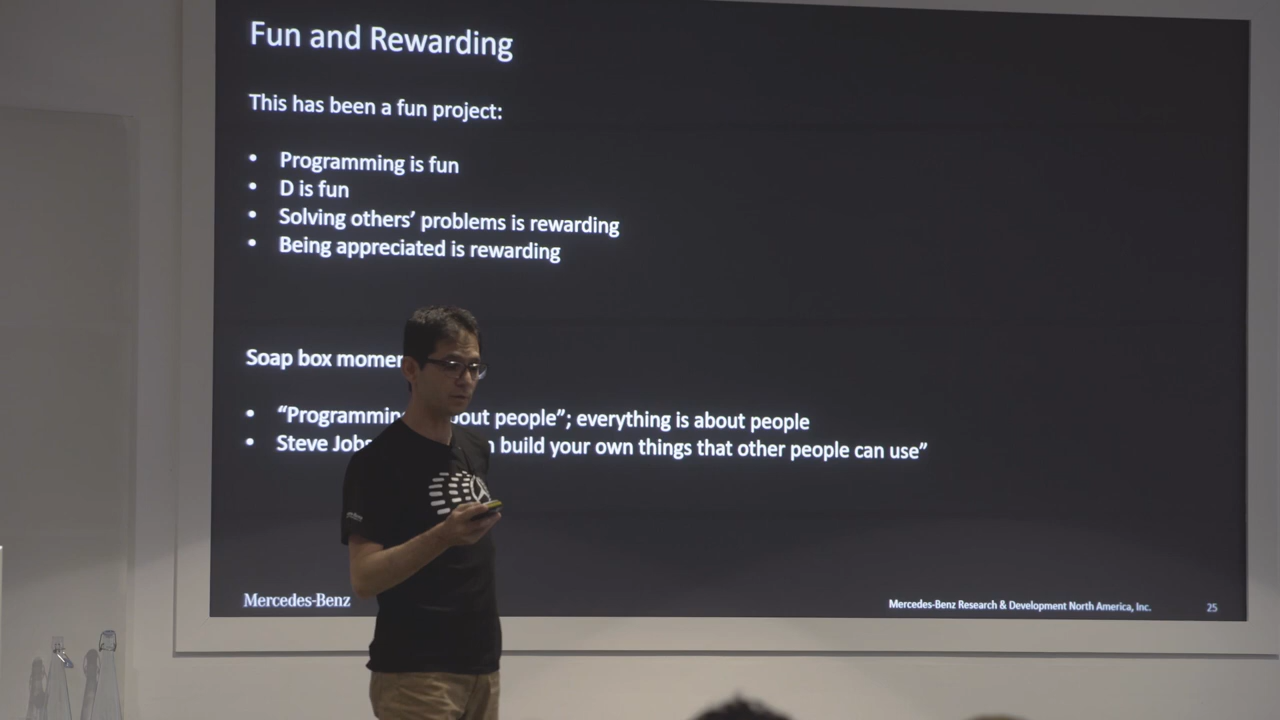 Fun and Rewarding
This has been a fun project:
• Programming is fun
• D is fun
• Solving others’ problems is rewarding
• Being appreciated is rewarding
Soap box
• “Programming about people”; everything is about people
• Steve Jobs build your own things that other people can use”
Mercedes-Benz
Mercedes-Benz Research & Development North America, Inc.
25